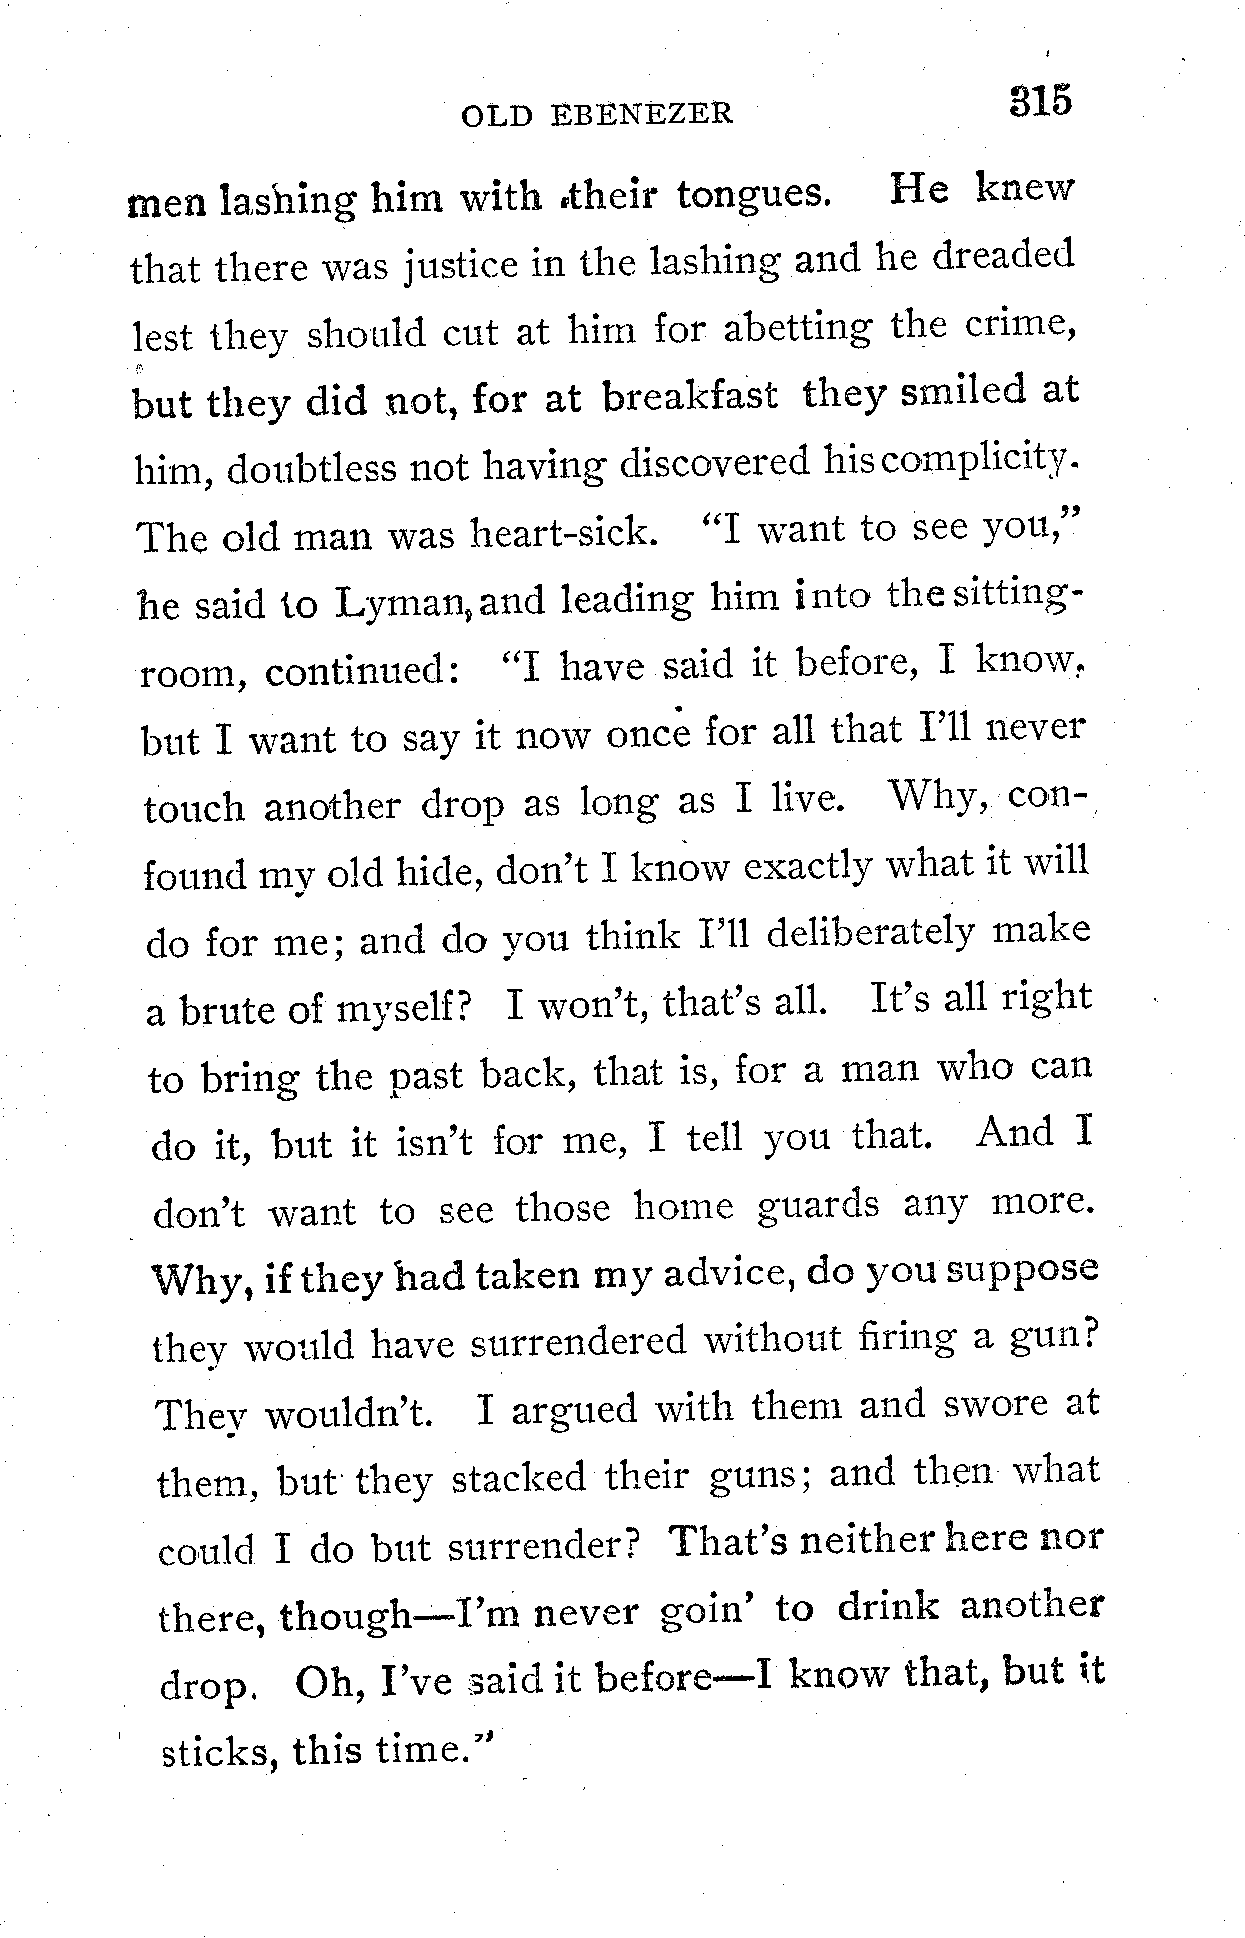 OLD EBENEZER 315
men lashing him with their tongues. He knew
that there was justice in the lashing and he dreaded
lest they should cut at him for abetting the crime,
but they did not, for at breakfast they smiled at
him, doubtless not having discovered his complicity.
The old man was heart-sick. “I want to see you,”
he said to Lyman, and leading him into the sitting-
room, continued: “I have said it before, I know,
but I want to say it now once for all that I’ll never
touch another drop as long as I live. Why, con-
found my old hide, don’t I know exactly what it will
do for me; and do you think I’ll deliberately make
a brute of myself? I won’t, that’s all. It’s all right
to bring the past back, that is, for a man who can
do it, but it isn’t for me, I tell you that. And I
don’t want to see those home guards any more.
Why, if they had taken my advice, do you suppose
they would have surrendered without firing a gun?
They wouldn’t. I argued with them and swore at
them, but they stacked their guns; and then what
could I do but surrender? That’s neither here nor
there, though—I’m never goin’ to drink another
drop. Oh, I’ve said it before—I know that, but it
sticks, this time.”